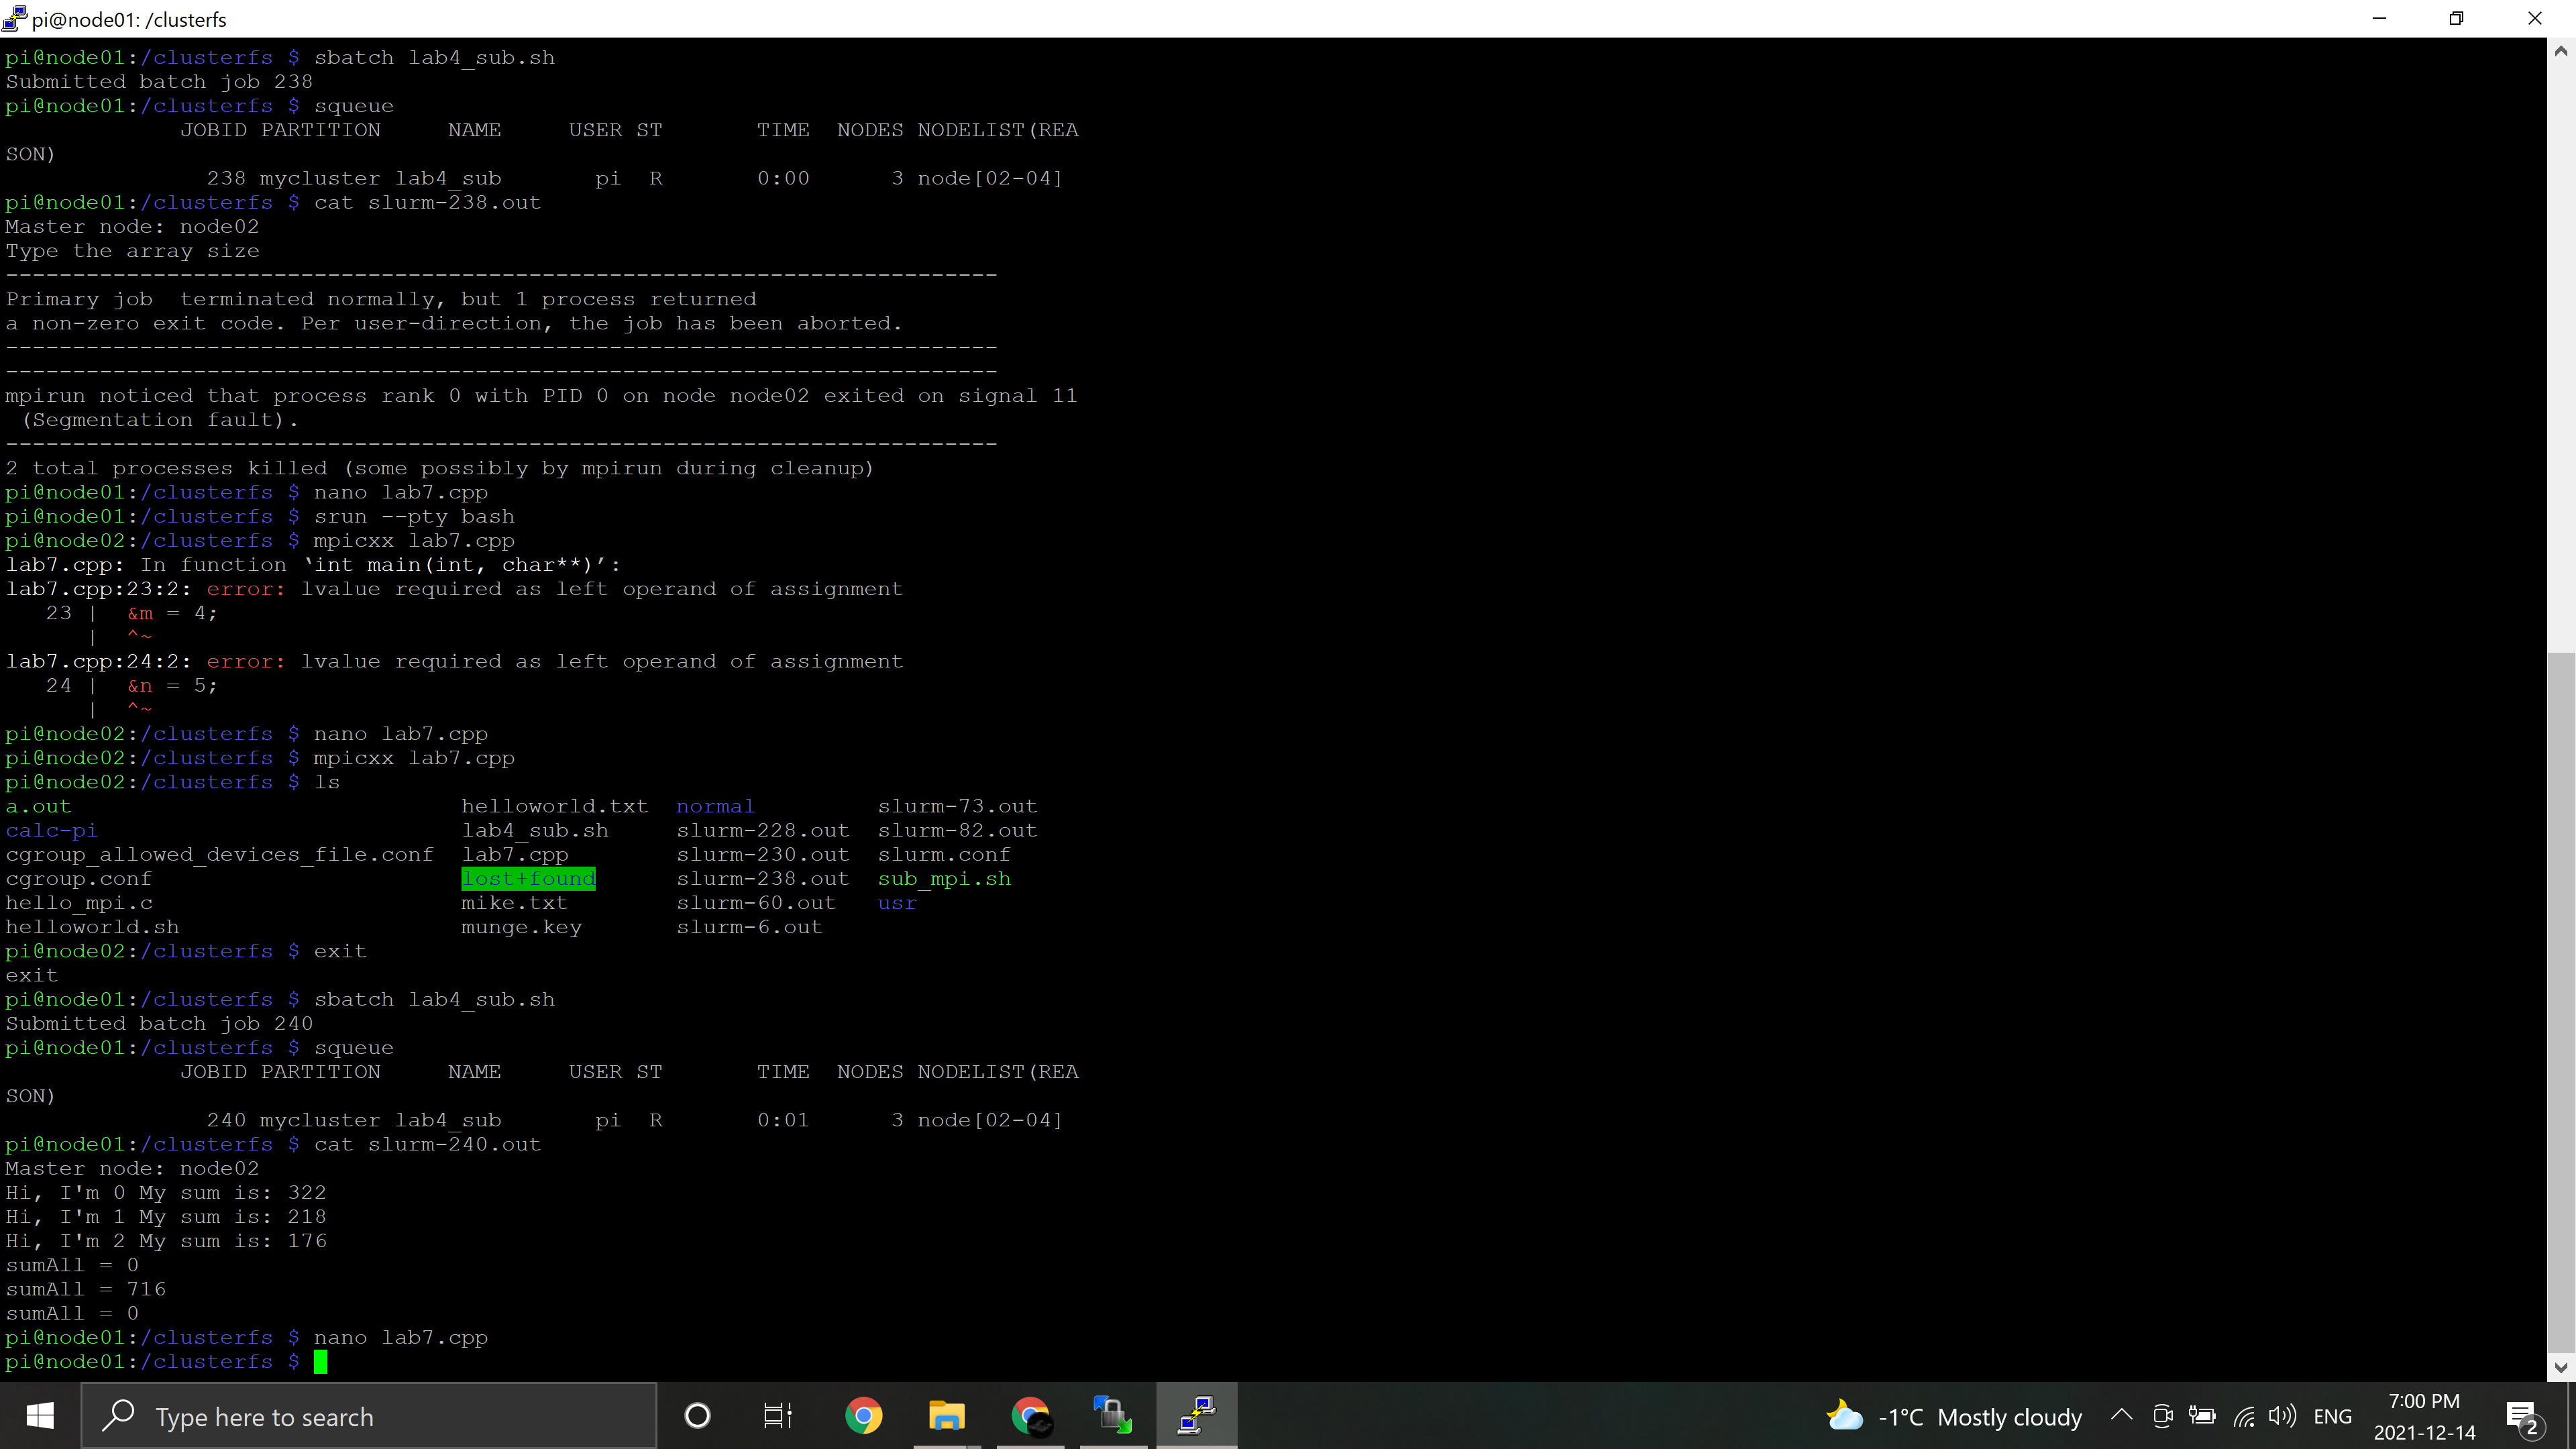 pi@node01: /clusterfs
pi@node01:/clusterfs $ sbatch lab4_sub.sh
Submitted batch job 238
pi@node01:/clusterfs $ squeue
             JOBID PARTITION     NAME     USER ST       TIME  NODES NODELIST(REA
SON)
               238 mycluster lab4_sub       pi  R       0:00      3 node[02-04]
pi@node01:/clusterfs $ cat slurm-238.out
Master node: node02
Type the array size
--------------------------------------------------------------------------
Primary job  terminated normally, but 1 process returned
a non-zero exit code. Per user-direction, the job has been aborted.
--------------------------------------------------------------------------
--------------------------------------------------------------------------
mpirun noticed that process rank 0 with PID 0 on node node02 exited on signal 11
 (Segmentation fault).
--------------------------------------------------------------------------
2 total processes killed (some possibly by mpirun during cleanup)
pi@node01:/clusterfs $ nano lab7.cpp
pi@node01:/clusterfs $ srun --pty bash
pi@node02:/clusterfs $ mpicxx lab7.cpp
lab7.cpp: In function ‘int main(int, char**)’:
lab7.cpp:23:2: error: lvalue required as left operand of assignment
   23 |  &m = 4;
      |  ^~
lab7.cpp:24:2: error: lvalue required as left operand of assignment
   24 |  &n = 5;
      |  ^~
pi@node02:/clusterfs $ nano lab7.cpp
pi@node02:/clusterfs $ mpicxx lab7.cpp
pi@node02:/clusterfs $ ls
a.out                             helloworld.txt  normal         slurm-73.out
calc-pi                           lab4_sub.sh     slurm-228.out  slurm-82.out
cgroup_allowed_devices_file.conf  lab7.cpp        slurm-230.out  slurm.conf
cgroup.conf                       lost+found      slurm-238.out  sub_mpi.sh
hello_mpi.c                       mike.txt        slurm-60.out   usr
helloworld.sh                     munge.key       slurm-6.out
pi@node02:/clusterfs $ exit
exit
pi@node01:/clusterfs $ sbatch lab4_sub.sh
Submitted batch job 240
pi@node01:/clusterfs $ squeue
             JOBID PARTITION     NAME     USER ST       TIME  NODES NODELIST(REA
SON)
               240 mycluster lab4_sub       pi  R       0:01      3 node[02-04]
pi@node01:/clusterfs $ cat slurm-240.out
Master node: node02
Hi, I'm 0 My sum is: 322
Hi, I'm 1 My sum is: 218
Hi, I'm 2 My sum is: 176
sumAll = 0
sumAll = 716
sumAll = 0
pi@node01:/clusterfs $ nano lab7.cpp
pi@node01:/clusterfs $
Type here to search
-1°C Mostly cloudy
ENG
7:00 PM
2021-12-14
2